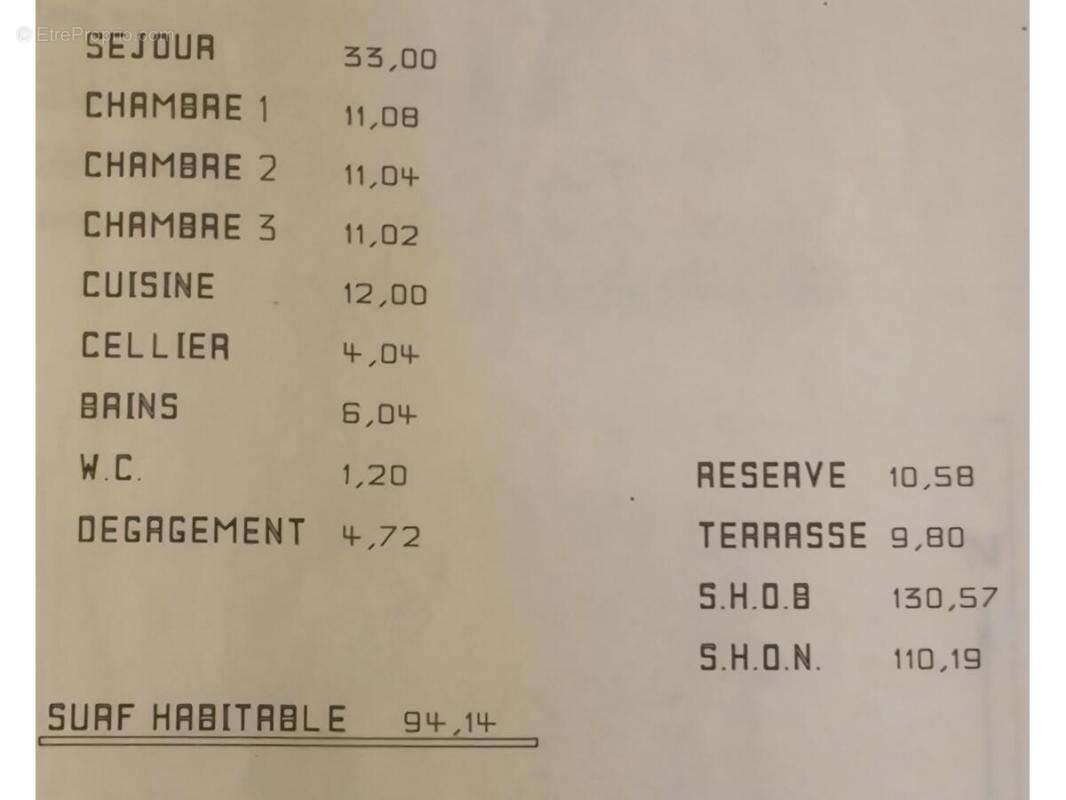 © EtreProprio.com
SEJOUR 33,00
CHAMBRE 1 11,08
CHAMBRE 2 11,04
CHAMBRE 3 11,02
CUISINE 12,00
CELLIER 4,04
BAINS 6,04
W.C. 1,20
DEGAGEMENT 4,72
RESERVE 10,58
TERRASSE 9,80
S.H.O.B 130,57
S.H.O.N. 110,19
SURF HABITABLE 94,14